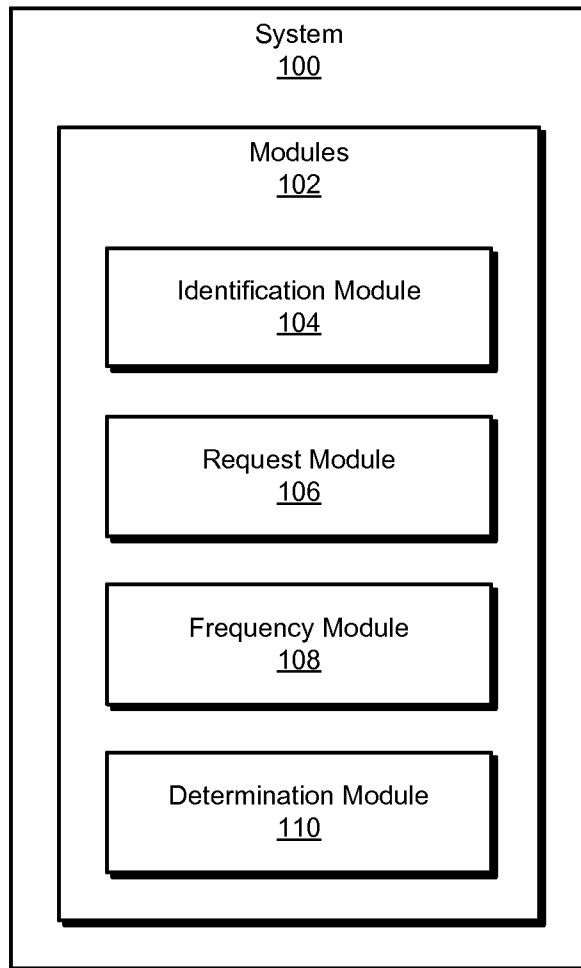 System
100
Modules
102
Identification Module
104
Request Module
106
Frequency Module
108
Determination Module
110